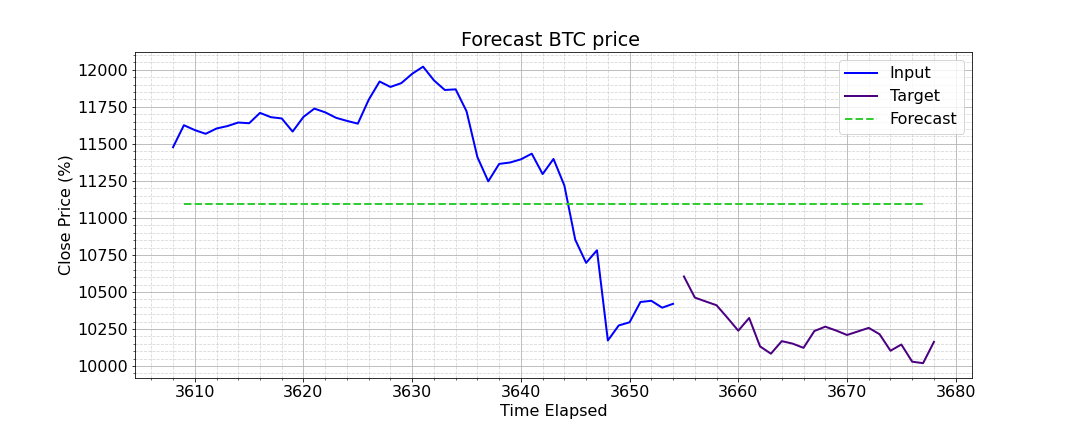 Forecast BTC price
Close Price (%)
12000
11750
11500
11250
11000
10750
10500
10250
10000
Input
Target
Forecast
3610 3620 3630 3640 3650 3660 3670 3680
Time Elapsed